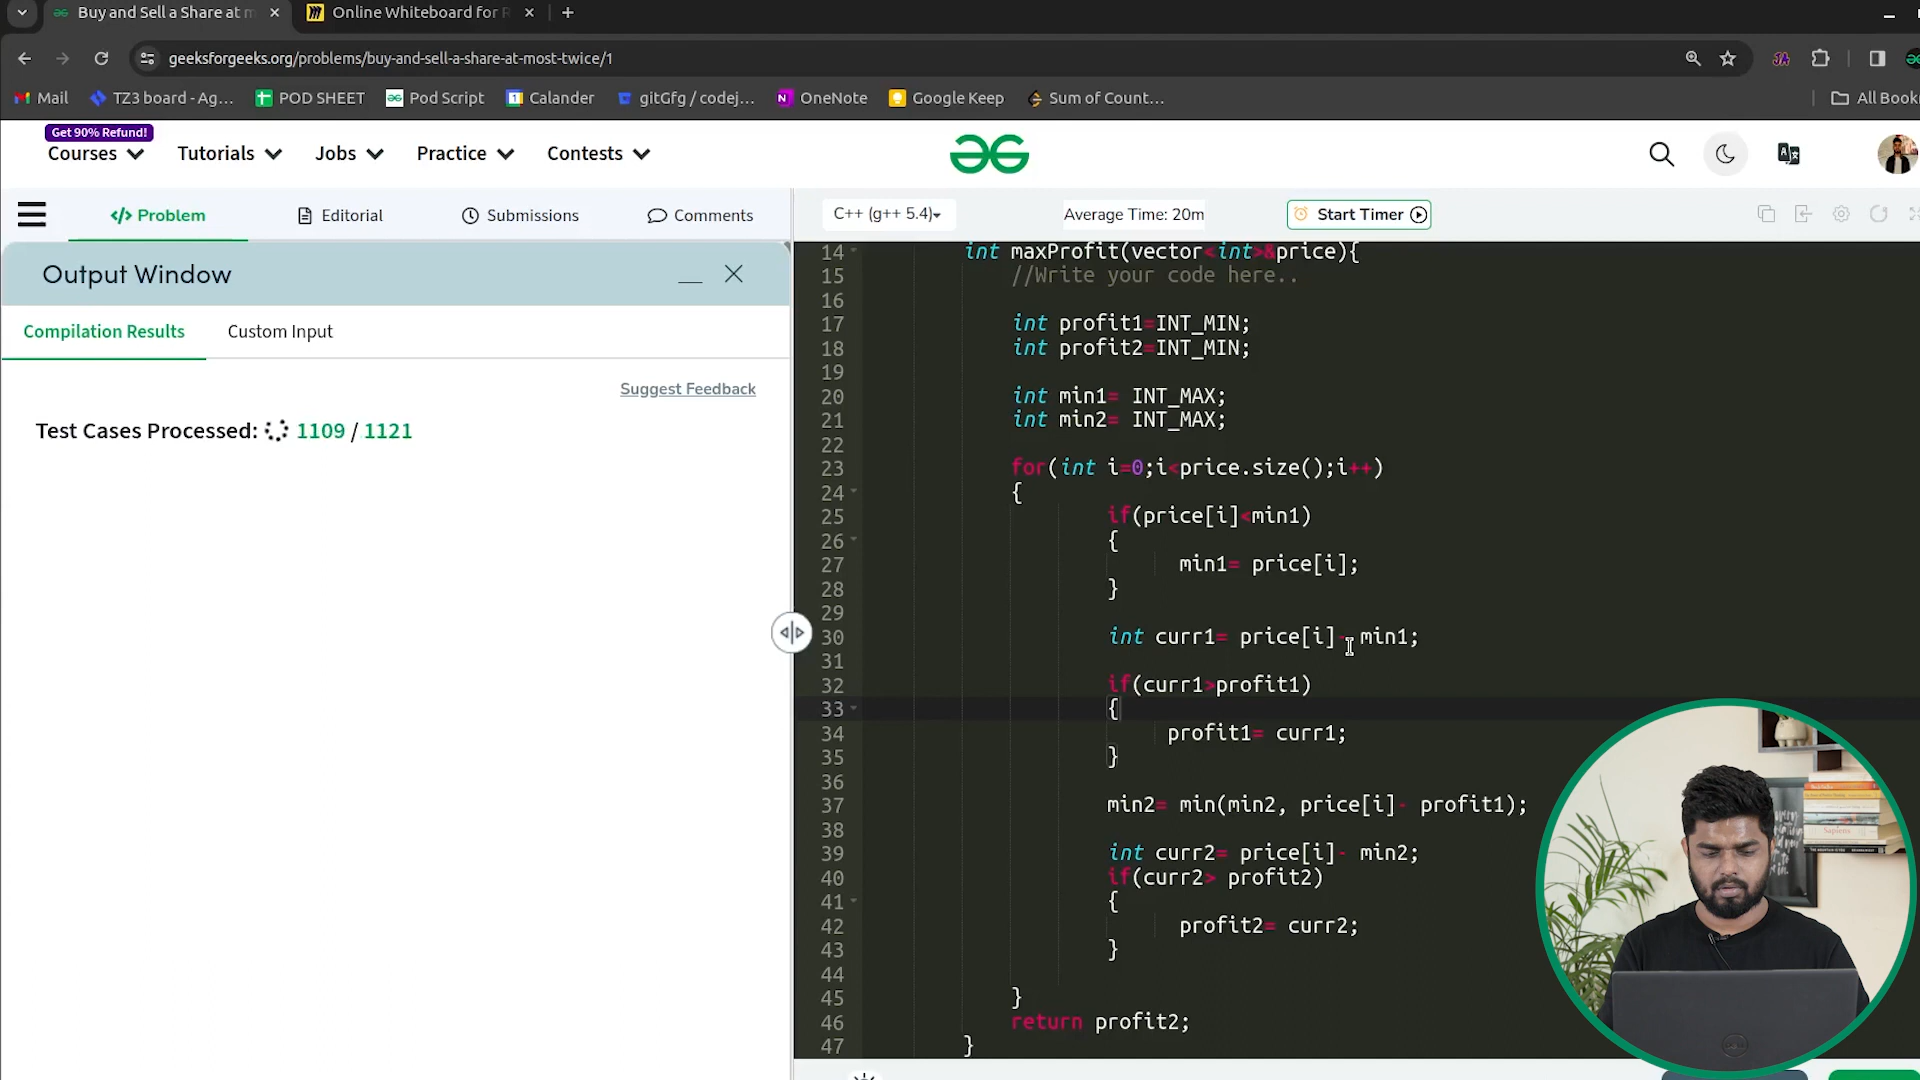 Buy and Sell a Share at m
Online Whiteboard for R
geeksforgeeks.org/problems/buy-and-sell-a-share-at-most-twice/1
Mail
TZ3 board - Ag...
POD SHEET
Pod Script
Calander
gitGfg / codej...
OneNote
Google Keep
Sum of Count...
All Book
Get 90% Refund!
Courses
Tutorials
Jobs
Practice
Contests
</> Problem
Editorial
Submissions
Comments
C++ (g++ 5.4)
Average Time: 20m
Start Timer
Output Window
Compilation Results
Custom Input
Suggest Feedback
Test Cases Processed: 1109 / 1121
14 int maxProfit(vector<int>&price){
15 //Write your code here..
16
17 int profit1=INT_MIN;
18 int profit2=INT_MIN;
19
20 int min1= INT_MAX;
21 int min2= INT_MAX;
22
23 for(int i=0;i<price.size();i++)
24 {
25 if(price[i]<min1)
26 {
27 min1= price[i];
28 }
29
30 int curr1= price[i]- min1;
31
32 if(curr1>profit1)
33 {
34 profit1= curr1;
35 }
36
37 min2= min(min2, price[i]- profit1);
38
39 int curr2= price[i]- min2;
40 if(curr2> profit2)
41 {
42 profit2= curr2;
43 }
44
45 }
46 return profit2;
47 }